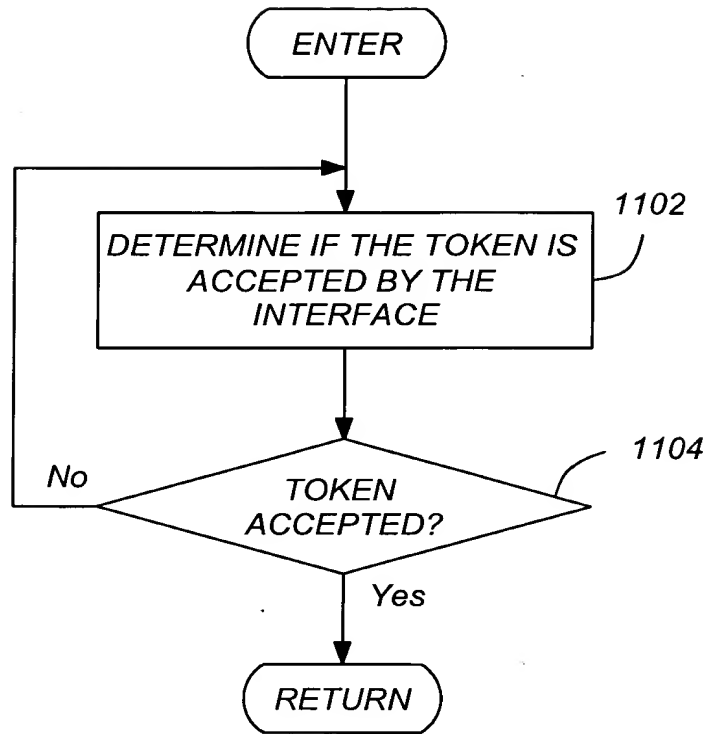 ENTER
1102
DETERMINE IF THE TOKEN IS
ACCEPTED BY THE
INTERFACE
1104
No
TOKEN
ACCEPTED?
Yes
RETURN